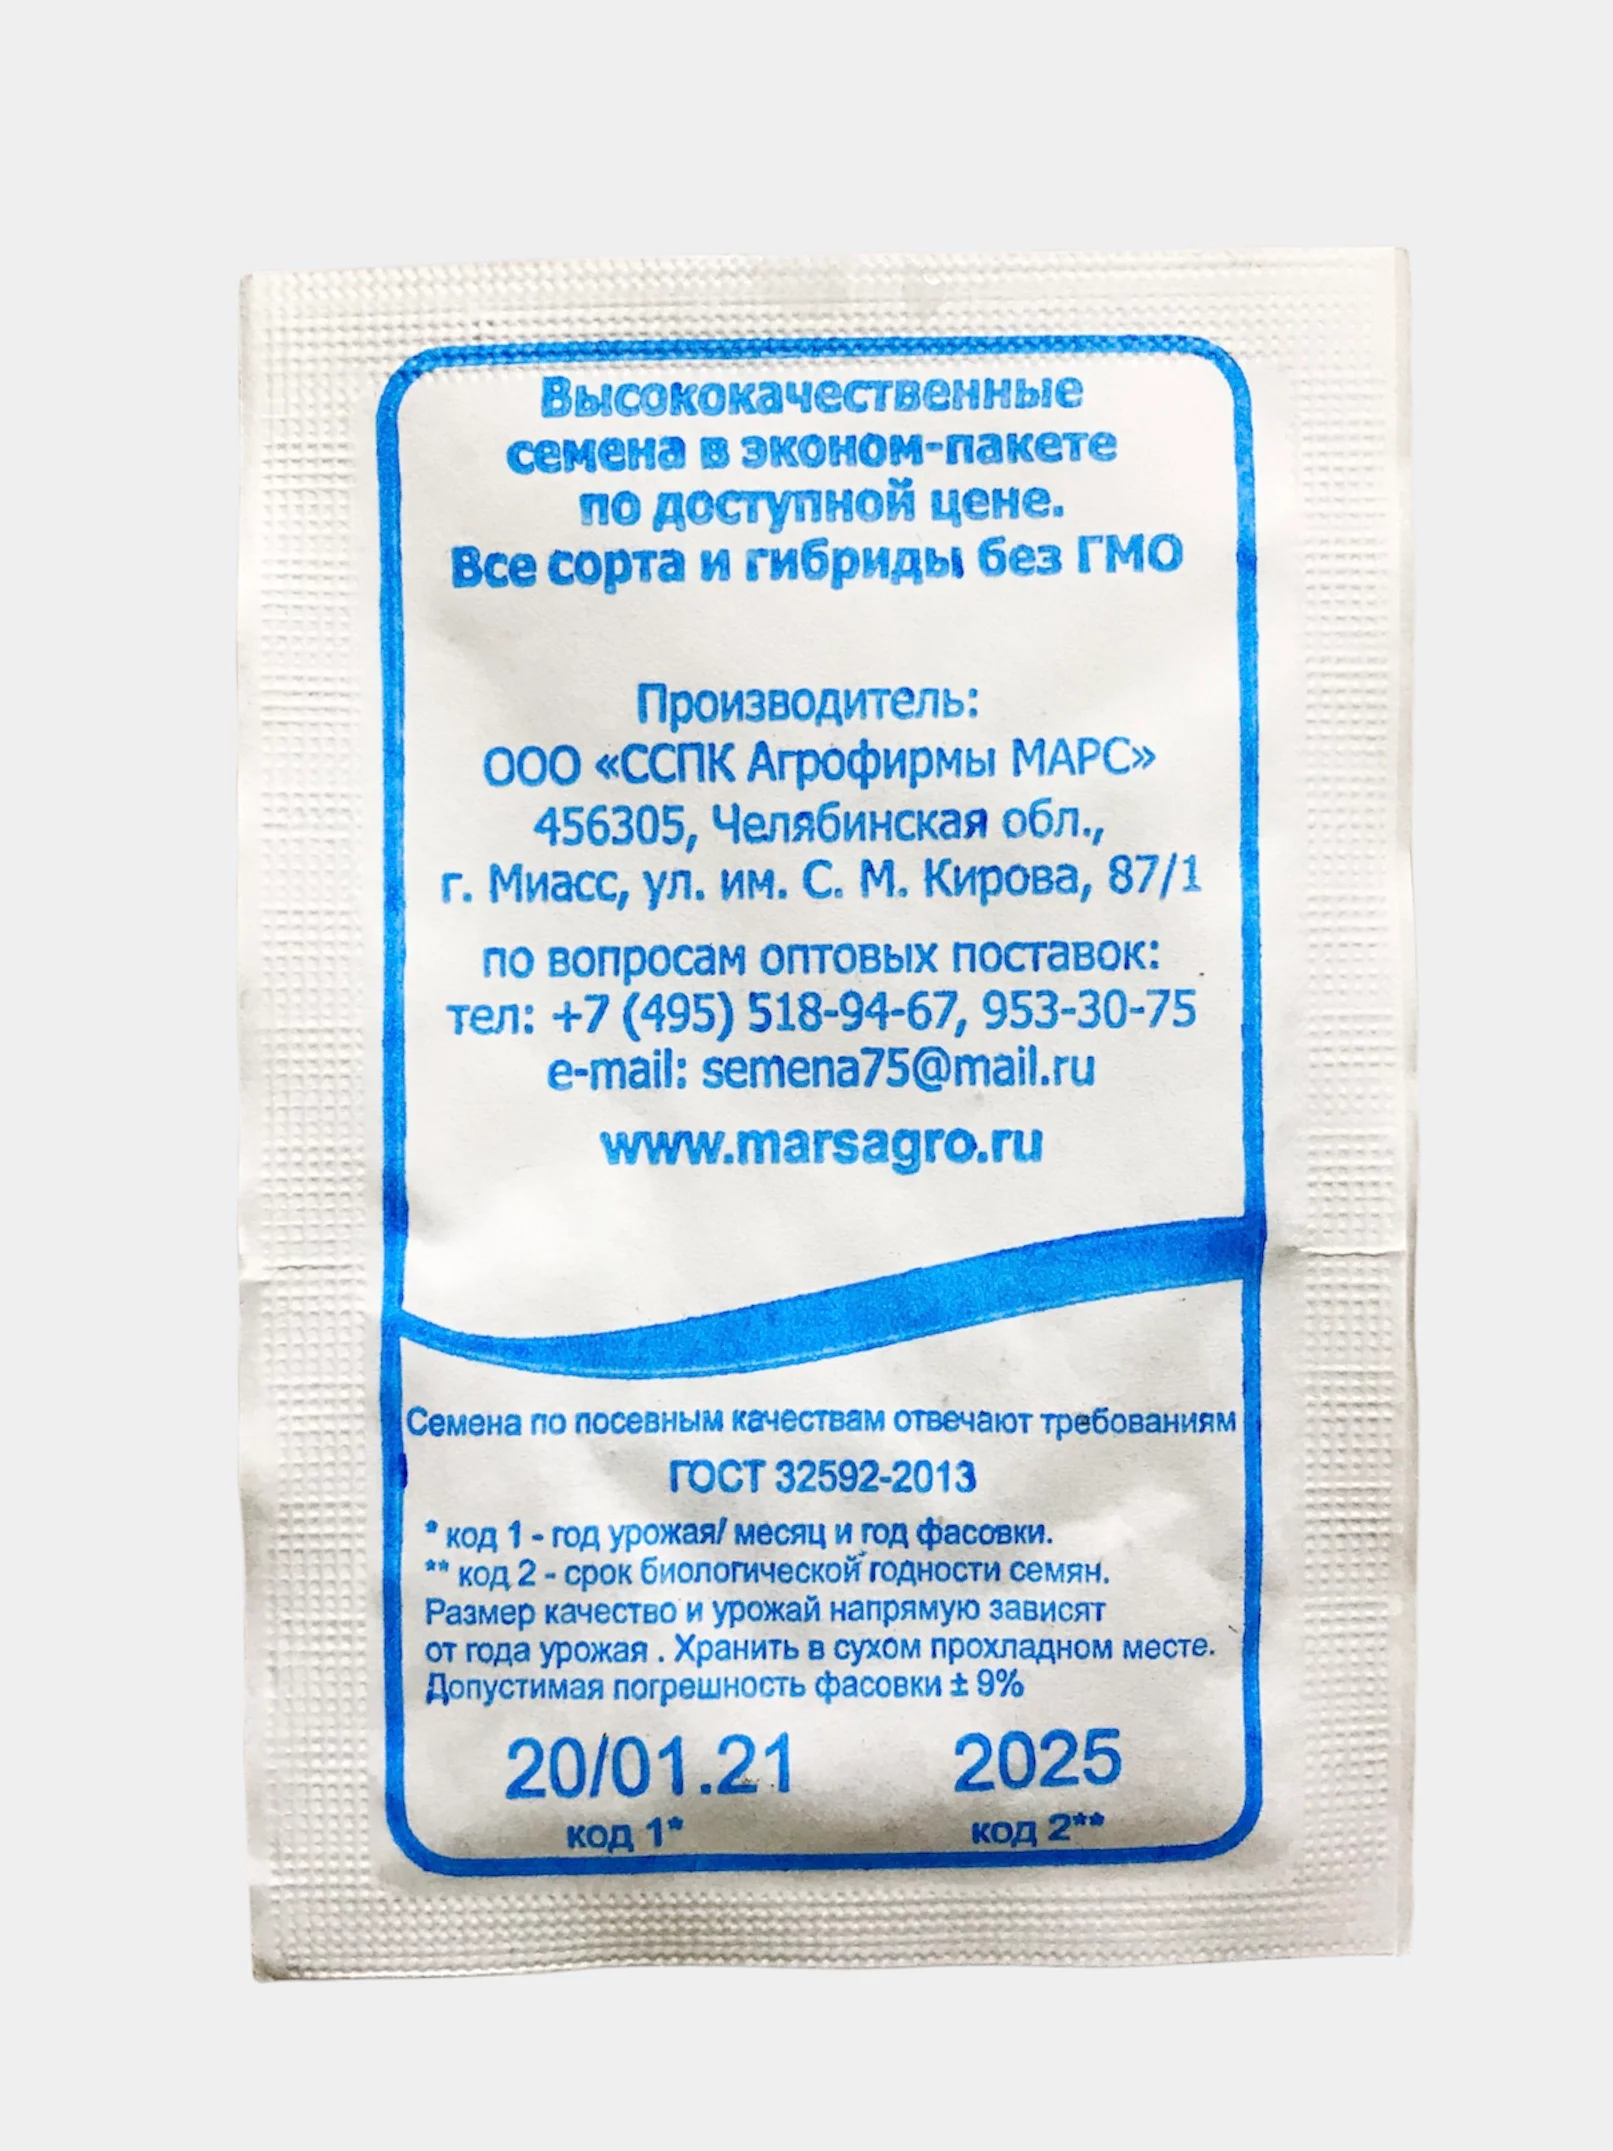 Высококачественные
семена в эконом-пакете
по доступной цене.
Все сорта и гибриды без ГМО
Производитель:
ООО «ССПК Агрофирмы МАРС»
456305, Челябинская обл.,
г. Миасс, ул. им. С. М. Кирова, 87/1
по вопросам оптовых поставок:
тел: +7 (495) 518-94-67, 953-30-75
e-mail: semena75@mail.ru
www.marsagro.ru
Семена по посевным качествам отвечают требованиям
ГОСТ 32592-2013
* код 1 - год урожая/ месяц и год фасовки.
** код 2 - срок биологической годности семян.
Размер качество и урожай напрямую зависят
от года урожая . Хранить в сухом прохладном месте.
Допустимая погрешность фасовки ± 9%
20/01.21 2025
код 1* код 2**